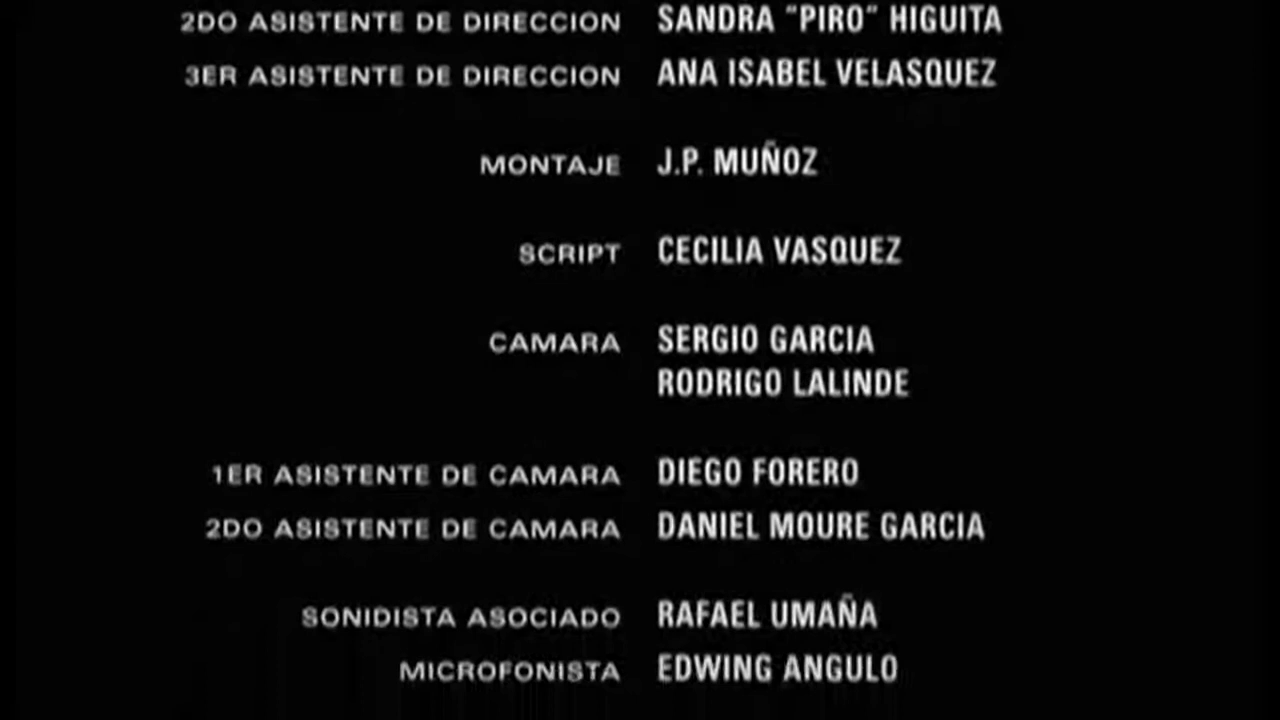 2DO ASISTENTE DE DIRECCION SANDRA "PIRO" HIGUITA
3ER ASISTENTE DE DIRECCION ANA ISABEL VELASQUEZ
MONTAJE J.P. MUÑOZ
SCRIPT CECILIA VASQUEZ
CAMARA SERGIO GARCIA
RODRIGO LALINDE
1ER ASISTENTE DE CAMARA DIEGO FORERO
2DO ASISTENTE DE CAMARA DANIEL MOURE GARCIA
SONIDISTA ASOCIADO RAFAEL UMAÑA
MICROFONISTA EDWING ANGULO